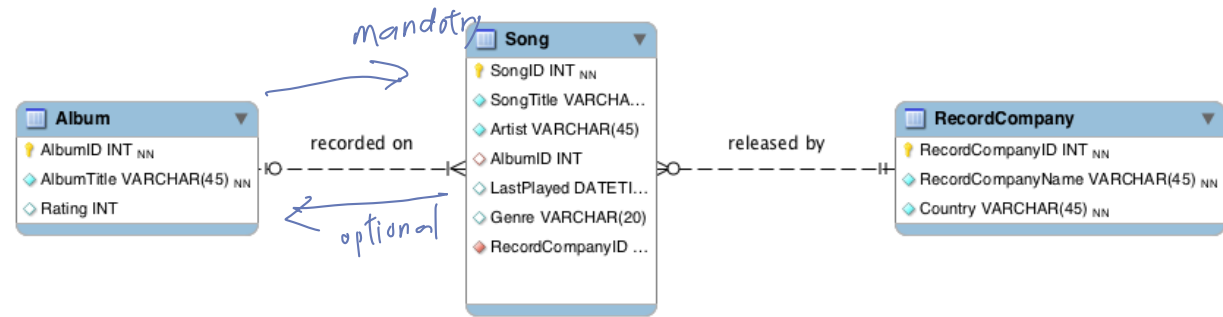 mandotry
Album
AlbumID INT NN
AlbumTitle VARCHAR(45) NN
Rating INT
recorded on
optional
Song
SongID INT NN
SongTitle VARCHA...
Artist VARCHAR(45)
AlbumID INT
LastPlayed DATETI...
Genre VARCHAR(20)
RecordCompanyID ...
released by
RecordCompany
RecordCompanyID INT NN
RecordCompanyName VARCHAR(45) NN
Country VARCHAR(45) NN